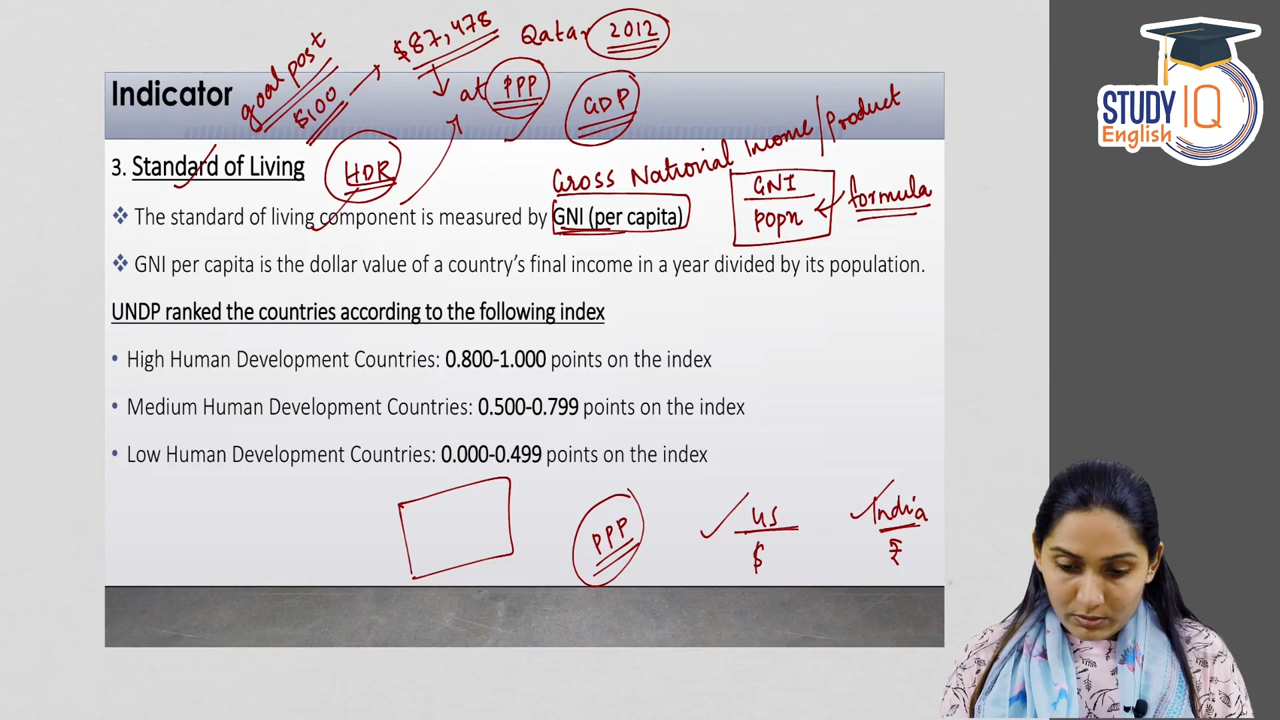 goal post
$100
$87,478
Qatar 2012
at PPP
GDP
Indicator
STUDY IQ
English
3. Standard of Living
HDR
Gross National Income/Product
GNI
popn
formula
❖ The standard of living component is measured by GNI (per capita)
❖ GNI per capita is the dollar value of a country's final income in a year divided by its population.
UNDP ranked the countries according to the following index
• High Human Development Countries: 0.800-1.000 points on the index
• Medium Human Development Countries: 0.500-0.799 points on the index
• Low Human Development Countries: 0.000-0.499 points on the index
PPP
US
$
India
₹